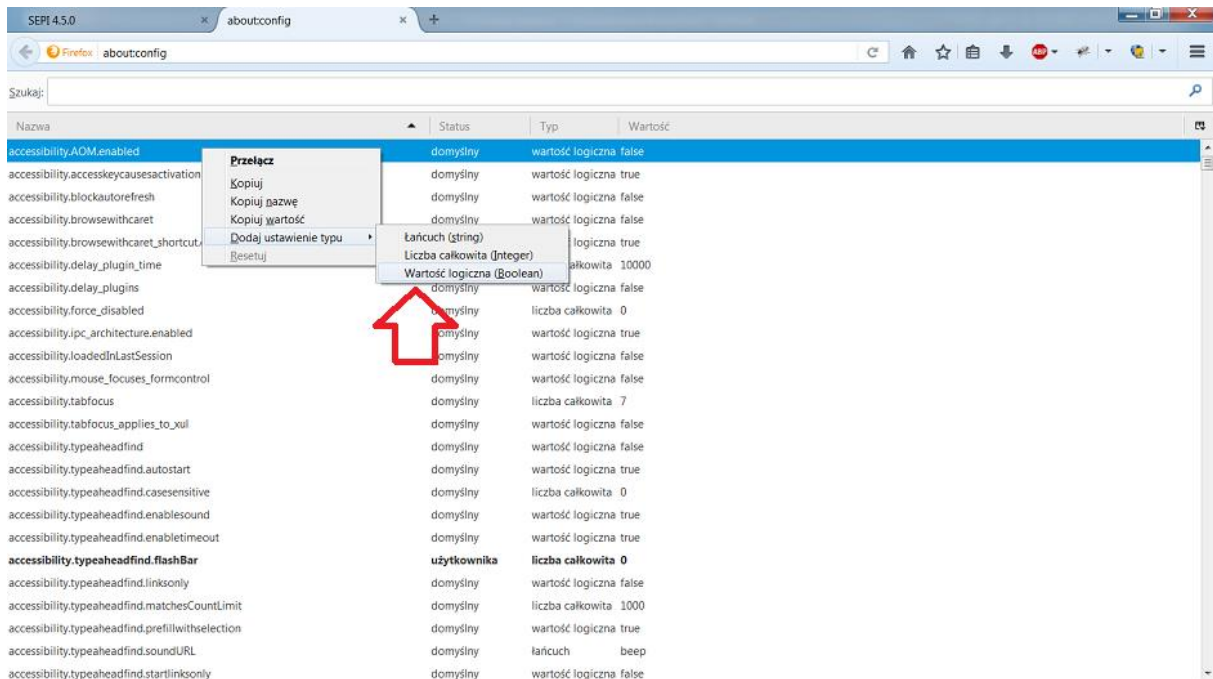 SEPI 4.5.0 × about:config × +
Firefox about:config ABP
Szukaj:
Nazwa Status Typ Wartość
accessibility.AOM.enabled domyślny wartość logiczna false
Przełącz
accessibility.accesskeycausesactivation domyślny wartość logiczna true
Kopiuj
accessibility.blockautorefresh domyślny wartość logiczna false
Kopiuj nazwę
accessibility.browsewithcaret domyślny wartość logiczna false
Kopiuj wartość
accessibility.browsewithcaret_shortcut. logiczna true
Dodaj ustawienie typu
Łańcuch (string)
Resetuj
Liczba całkowita (Integer)
accessibility.delay_plugin_time ałkowita 10000
Wartość logiczna (Boolean)
accessibility.delay_plugins domyślny wartość logiczna false
accessibility.force_disabled domyślny liczba całkowita 0
accessibility.ipc_architecture.enabled domyślny wartość logiczna true
accessibility.loadedInLastSession domyślny wartość logiczna false
accessibility.mouse_focuses_formcontrol domyślny wartość logiczna false
accessibility.tabfocus domyślny liczba całkowita 7
accessibility.tabfocus_applies_to_xul domyślny wartość logiczna false
accessibility.typeaheadfind domyślny wartość logiczna false
accessibility.typeaheadfind.autostart domyślny wartość logiczna true
accessibility.typeaheadfind.casesensitive domyślny liczba całkowita 0
accessibility.typeaheadfind.enablesound domyślny wartość logiczna true
accessibility.typeaheadfind.enabletimeout domyślny wartość logiczna true
accessibility.typeaheadfind.flashBar użytkownika liczba całkowita 0
accessibility.typeaheadfind.linksonly domyślny wartość logiczna false
accessibility.typeaheadfind.matchesCountLimit domyślny liczba całkowita 1000
accessibility.typeaheadfind.prefillwithselection domyślny wartość logiczna true
accessibility.typeaheadfind.soundURL domyślny łańcuch beep
accessibility.typeaheadfind.startlinksonly domyślny wartość logiczna false